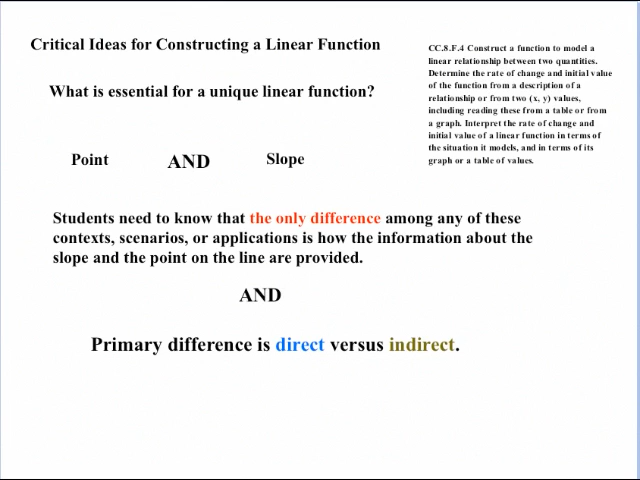 Critical Ideas for Constructing a Linear Function
What is essential for a unique linear function?
CC.8.F.4 Construct a function to model a
linear relationship between two quantities.
Determine the rate of change and initial value
of the function from a description of a
relationship or from two (x, y) values,
including reading these from a table or from
a graph. Interpret the rate of change and
initial value of a linear function in terms of
the situation it models, and in terms of its
graph or a table of values.
Point AND Slope
Students need to know that the only difference among any of these
contexts, scenarios, or applications is how the information about the
slope and the point on the line are provided.
AND
Primary difference is direct versus indirect.